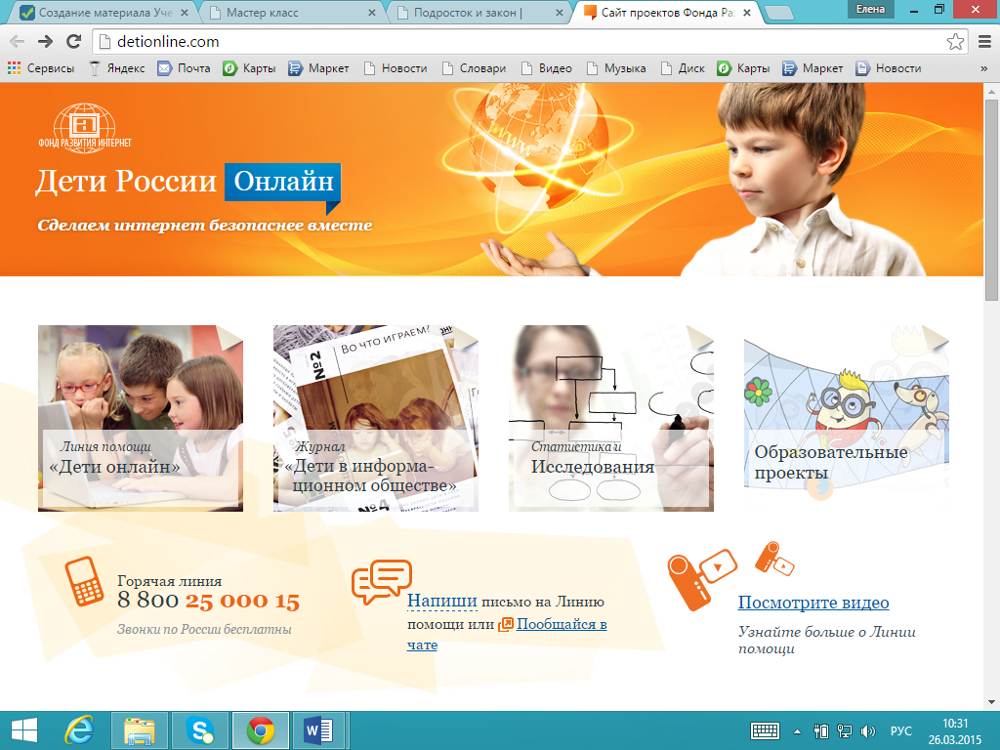 Создание материала Уче
Мастер класс
Подросток и закон |
Сайт проектов Фонда Ра
Елена
detionline.com
Сервисы
Яндекс
Почта
Карты
Маркет
Новости
Словари
Видео
Музыка
Диск
Карты
Маркет
Новости
»
ФОНД РАЗВИТИЯ ИНТЕРНЕТ
Дети России Онлайн
Сделаем интернет безопаснее вместе
www.
Во что играем?
№2
№4
Линия помощи
«Дети онлайн»
Журнал
«Дети в информа-
ционном обществе»
Статистика и
Исследования
Образовательные
проекты
Горячая линия
8 800 25 000 15
Звонки по России бесплатны
Напиши письмо на Линию
помощи или Пообщайся в
чате
Посмотрите видео
Узнайте больше о Линии
помощи
РУС
10:31
26.03.2015